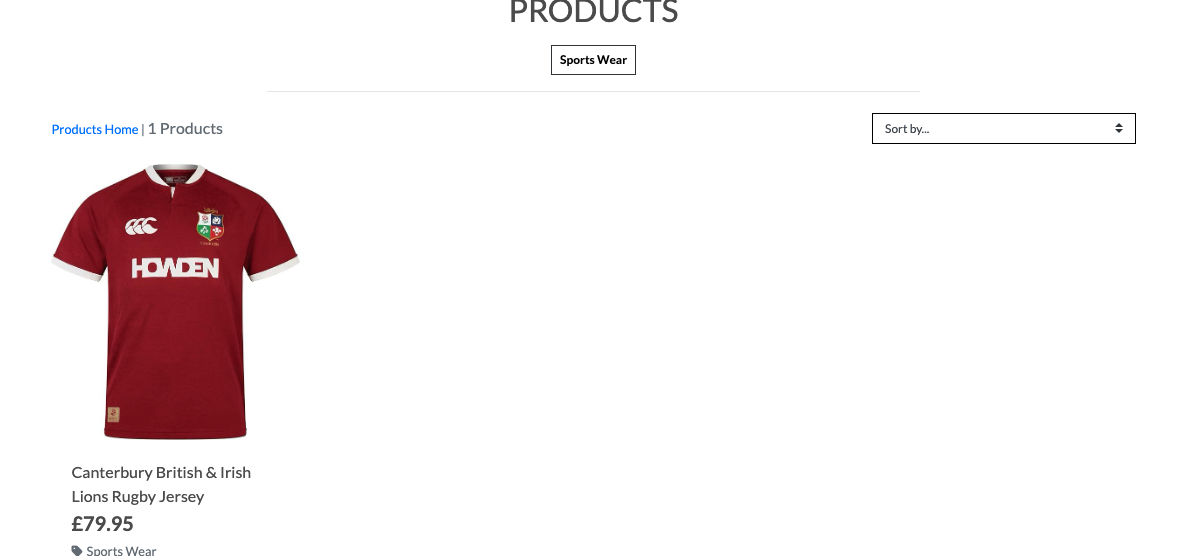 PRODUCTS
Sports Wear
Products Home | 1 Products
Sort by...
HOWDEN
Canterbury British & Irish
Lions Rugby Jersey
£79.95
Sports Wear